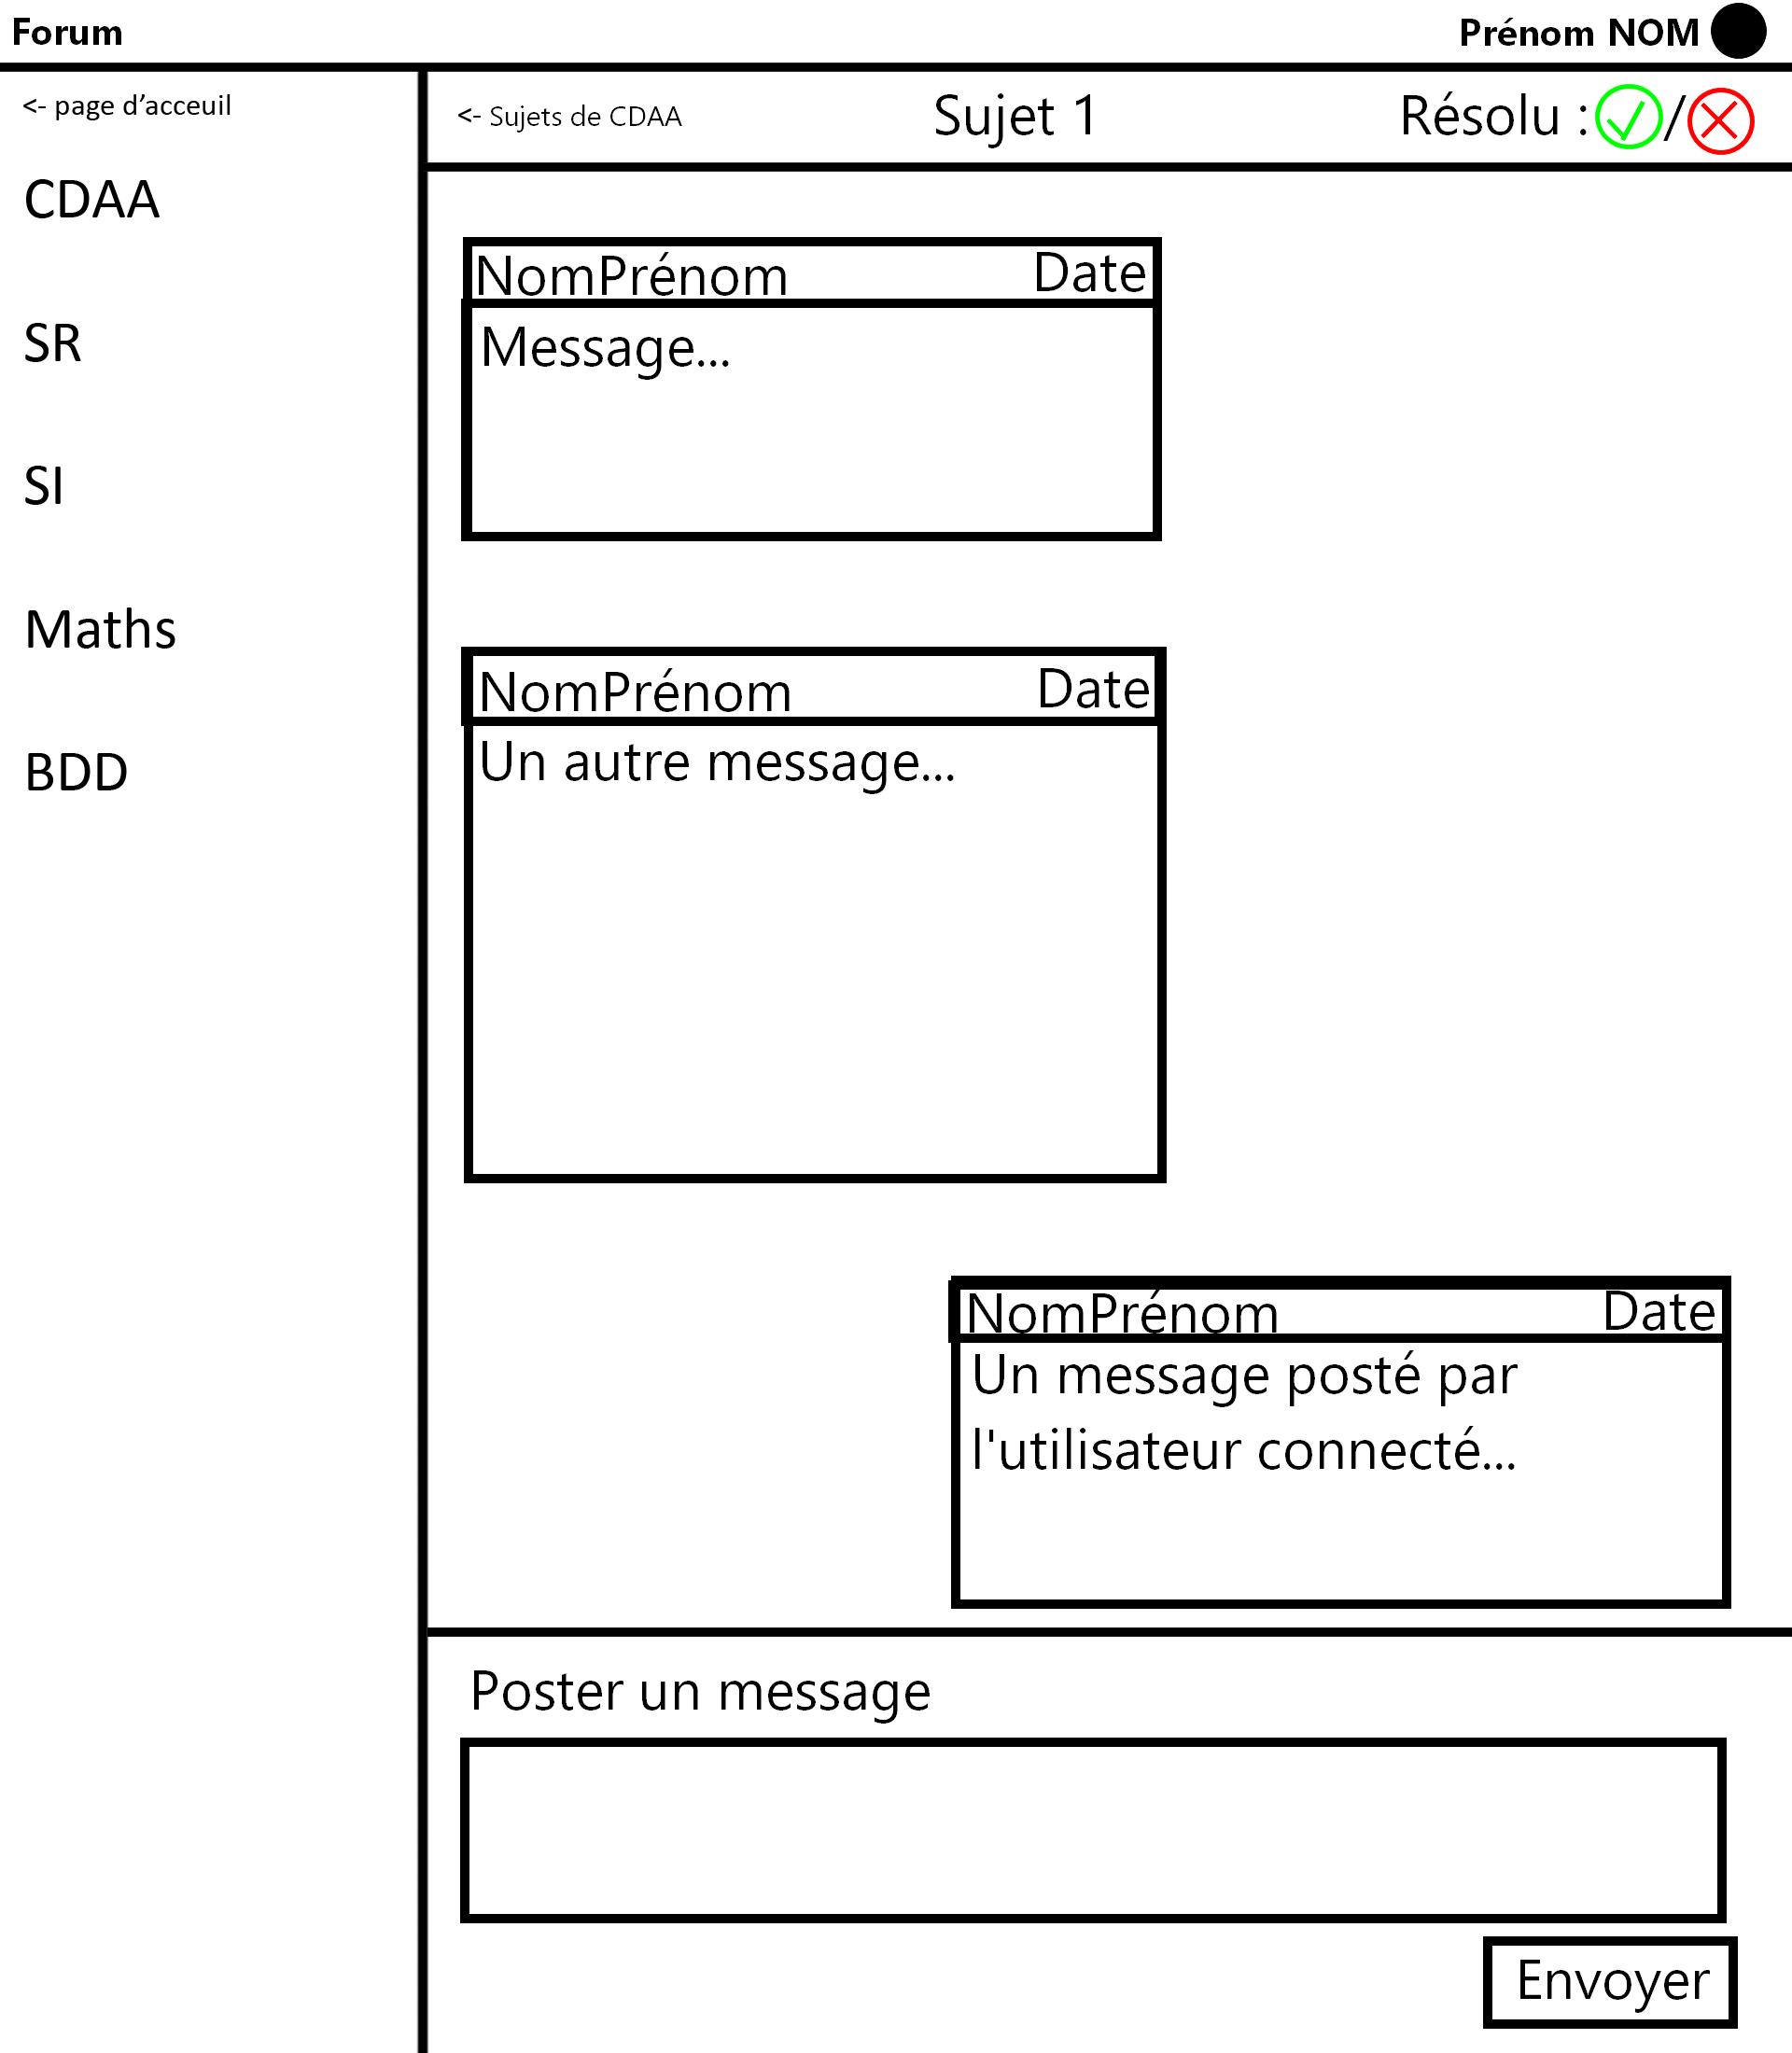 Forum
Prénom NOM
<- page d’acceuil
CDAA
SR
SI
Maths
BDD
<- Sujets de CDAA
Sujet 1
Résolu : /
NomPrénom
Date
Message...
NomPrénom
Date
Un autre message...
NomPrénom
Date
Un message posté par
l'utilisateur connecté...
Poster un message
Envoyer